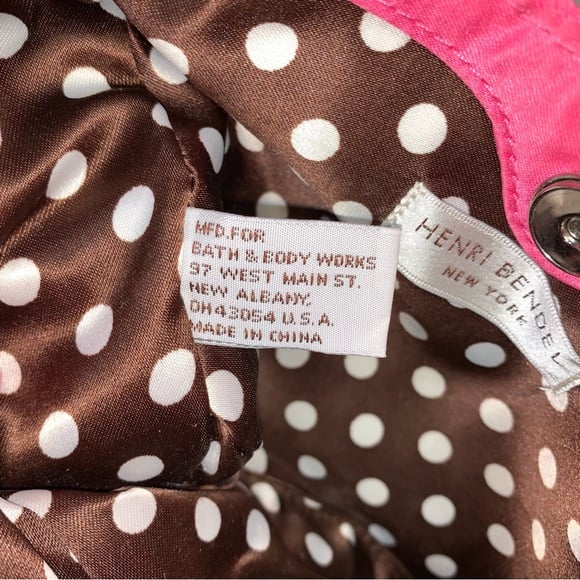 MFD.FOR
BATH & BODY WORKS
97 WEST MAIN ST.
NEW ALBANY,
OH43054 U.S.A.
MADE IN CHINA
HENRI BENDEL
NEW YORK